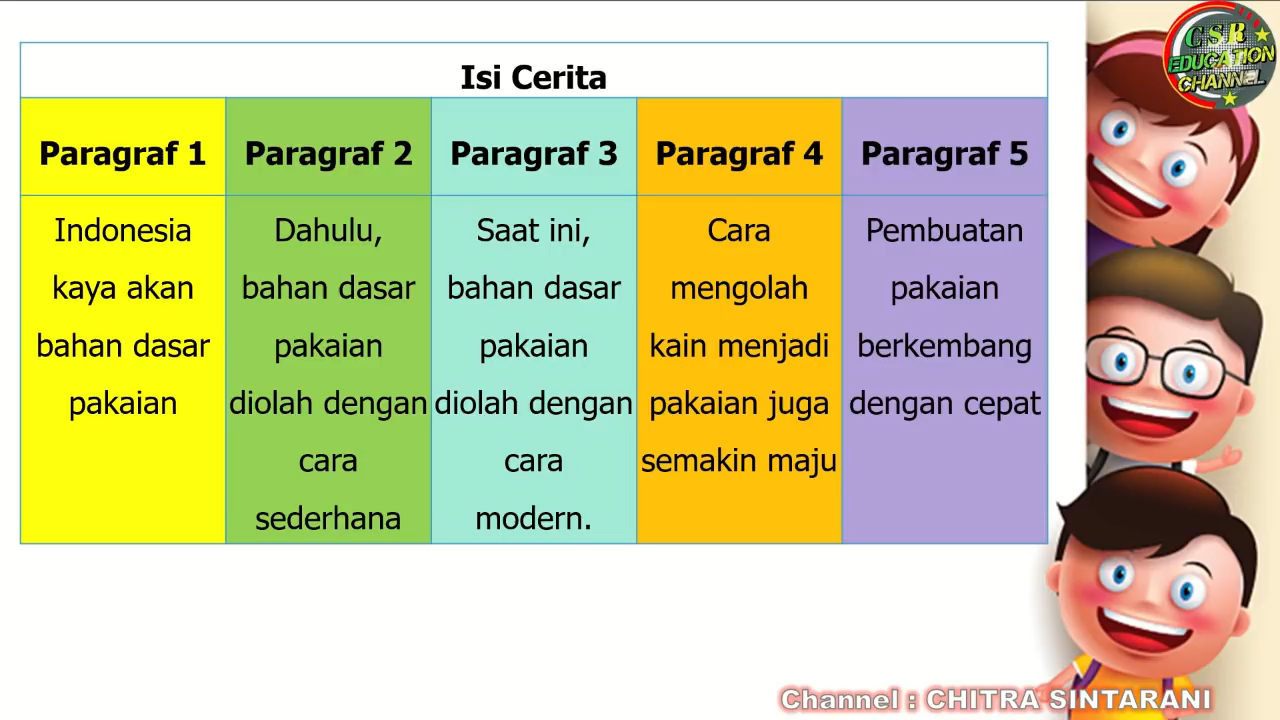 CSR
EDUCATION
CHANNEL
Isi Cerita
Paragraf 1
Paragraf 2
Paragraf 3
Paragraf 4
Paragraf 5
Indonesia
kaya akan
bahan dasar
pakaian
Dahulu,
bahan dasar
pakaian
diolah dengan
cara
sederhana
Saat ini,
bahan dasar
pakaian
diolah dengan
cara
modern.
Cara
mengolah
kain menjadi
pakaian juga
semakin maju
Pembuatan
pakaian
berkembang
dengan cepat
Channel : CHITRA SINTARANI